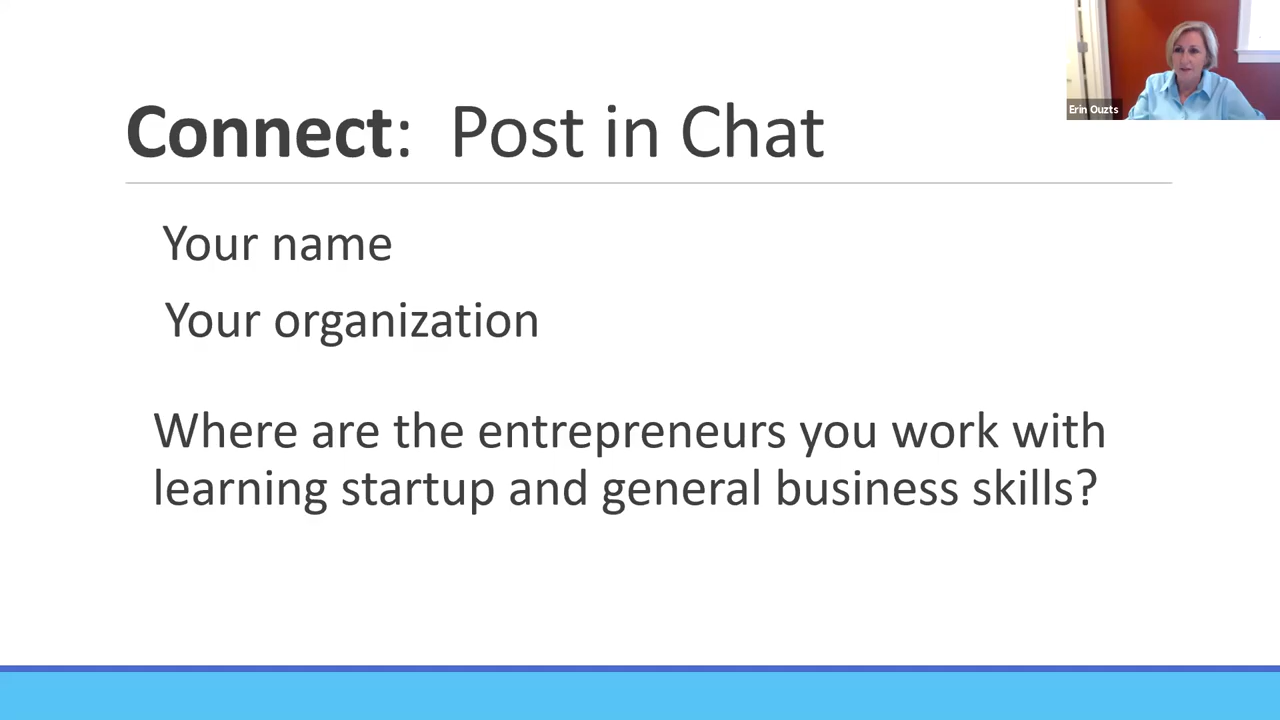 Connect: Post in Chat
Erin Ouzts
Your name
Your organization
Where are the entrepreneurs you work with
learning startup and general business skills?